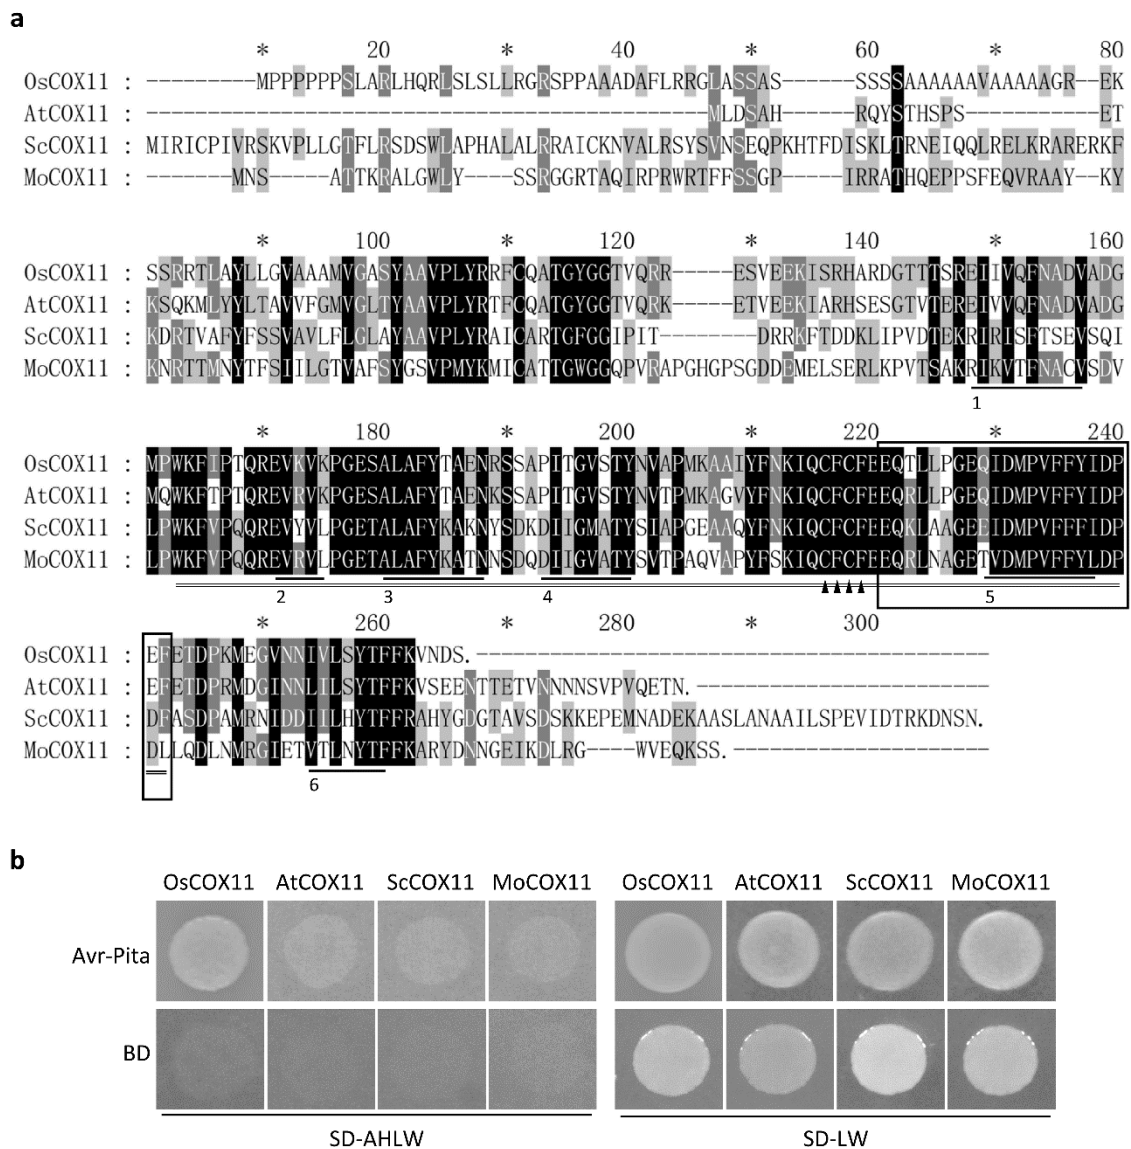 a
* 20 * 40 * 60 * 80
OsCOX11 : ---------MPPPPPPPSLARLHQRLSLSLLRGRSPPAAADAFLRRGLASSAS------SSSSAAAAAAAVAAAAAGR--EK
AtCOX11 : ----------------------------------------------MLDSAH------RQYSTHSPS-----------ET
ScCOX11 : MIRICPIVRSKVPLLGTFLRSDSWLAPHALALRRAICKNVALRSYSVNSEQPKHTFDISKLTRNEIQQLRELKRARERKF
MoCOX11 : -------MNS------ATTKRALGWLY----SSRGGRTAQIRPRWRTFFSSGP-----IRRATHQEPPSFEQVRAAY--KY
* 100 * 120 * 140 * 160
OsCOX11 : SSRRTLAYLLGVAAAMVGASYAAVPLYRRFCQATGYGGTVQRR-----ESVEEKISRHARDGTTTSREIIVQFNADVADG
AtCOX11 : KSQKMLYYLTAVVFGMVGLTYAAVPLYRTFCQATGYGGTVQRK-----ETVEEKIARHSESGTVTEREIVVQFNADVADG
ScCOX11 : KDRTVAFYFSSVAVLFLGLAYAAVPLYRAICARTGFGGIPIT--------DRRKFTDDKLIPVDTEKRIRISFTSEVSQI
MoCOX11 : KNRTTMNYTFSIILGTVAFSYGSVPMYKMICATTGWGGQPVRAPGHGPSGDDEMELSERLKPVTSAKRIKVTFNACVSDV
1
* 180 * 200 * 220 * 240
OsCOX11 : MPWKFIPTQREVKVKPGESALAFYTAENRSSAPITGVSTYNVAPMKAAIYFNKIQCFCFEEQTLLPGEQIDMPVFFYIDP
AtCOX11 : MQWKFTPTQREVRVKPGESALAFYTAENKSSAPITGVSTYNVTPMKAGVYFNKIQCFCFEEQRLLPGEQIDMPVFFYIDP
ScCOX11 : LPWKFVPQQREVYVLPGETALAFYKAKNYSDKDIIGMATYSIAPGEAAQYFNKIQCFCFEEQKLAAGEEIDMPVFFFIDP
MoCOX11 : LPWKFVPQQREVRVLPGETALAFYKATNNSDQDIIGVATYSVTPAQVAPYFSKIQCFCFEEQRLNAGETVDMPVFFYLDP
2 3 4 5
* 260 * 280 * 300
OsCOX11 : EFETDPKMEGVNNIVLSYTFFKVNDS.------------------------------------------
AtCOX11 : EFETDPRMDGINNLILSYTFFKVSEENTTETVNNNNSVPVQETN.------------------------
ScCOX11 : DFASDPAMRNIDDIILHYTFFRAHYGDGTAVSDSKKEPEMNADEKAASLANAAILSPEVIDTRKDNSN.
MoCOX11 : DLLQDLNMRGIETVTLNYTFFKARYDNNGEIKDLRG----WVEQKSS.---------------------
6
b
OsCOX11 AtCOX11 ScCOX11 MoCOX11 OsCOX11 AtCOX11 ScCOX11 MoCOX11
Avr-Pita
BD
SD-AHLW SD-LW